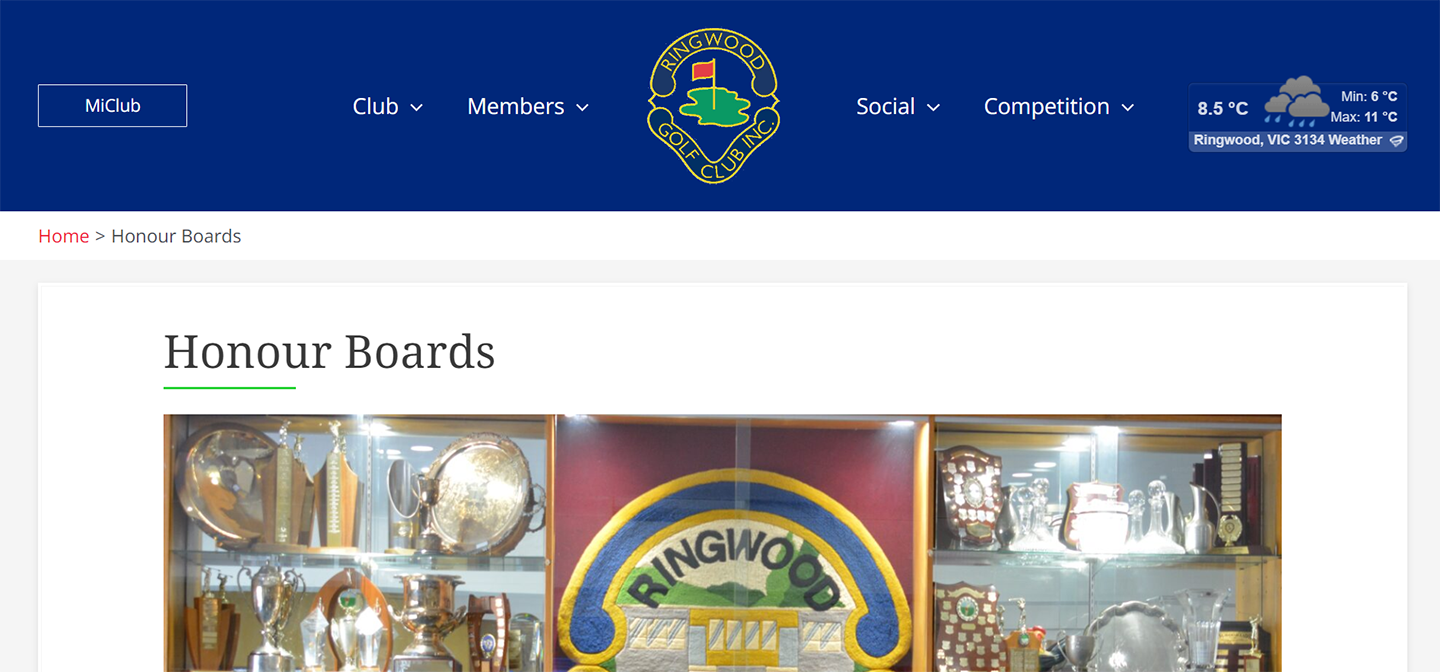 MiClub
Club
Members
RINGWOOD
GOLF CLUB INC.
Social
Competition
8.5 °C
Min: 6 °C
Max: 11 °C
Ringwood, VIC 3134 Weather
Home > Honour Boards
Honour Boards
RINGWOOD